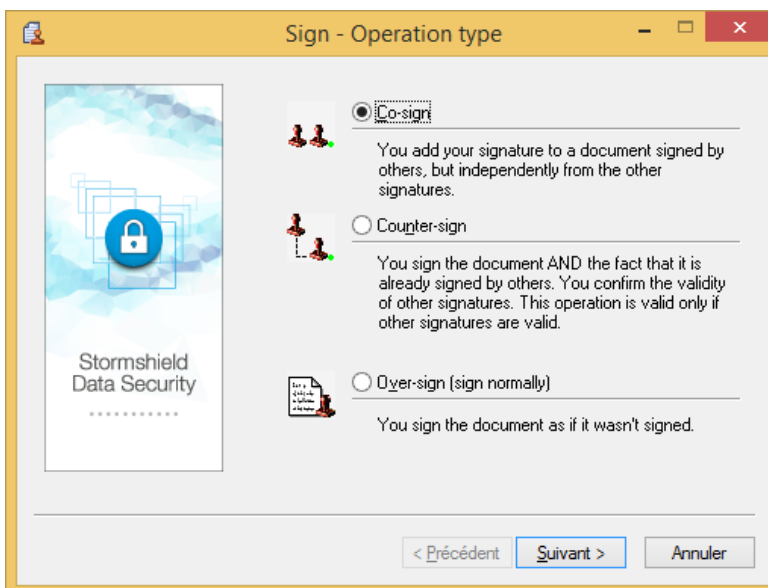 Sign - Operation type
Co-sign
You add your signature to a document signed by
others, but independently from the other
signatures.
Counter-sign
You sign the document AND the fact that it is
already signed by others. You confirm the validity
of other signatures. This operation is valid only if
other signatures are valid.
Stormshield
Data Security
Over-sign (sign normally)
You sign the document as if it wasn't signed.
< Précédent
Suivant >
Annuler